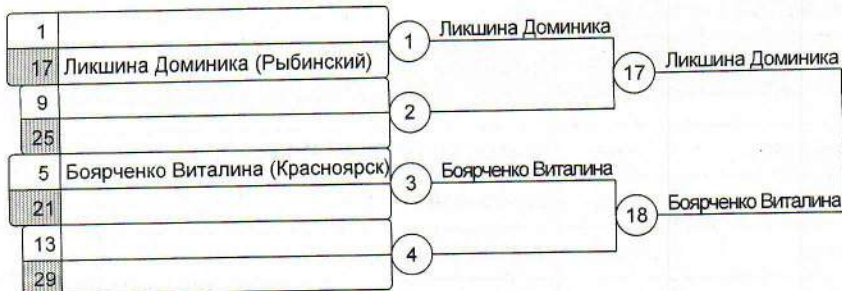 1
17 Ликшина Доминика (Рыбинский)
1 Ликшина Доминика
9
25
2
17 Ликшина Доминика
5 Боярченко Виталина (Красноярск)
21
3 Боярченко Виталина
13
29
4
18 Боярченко Виталина